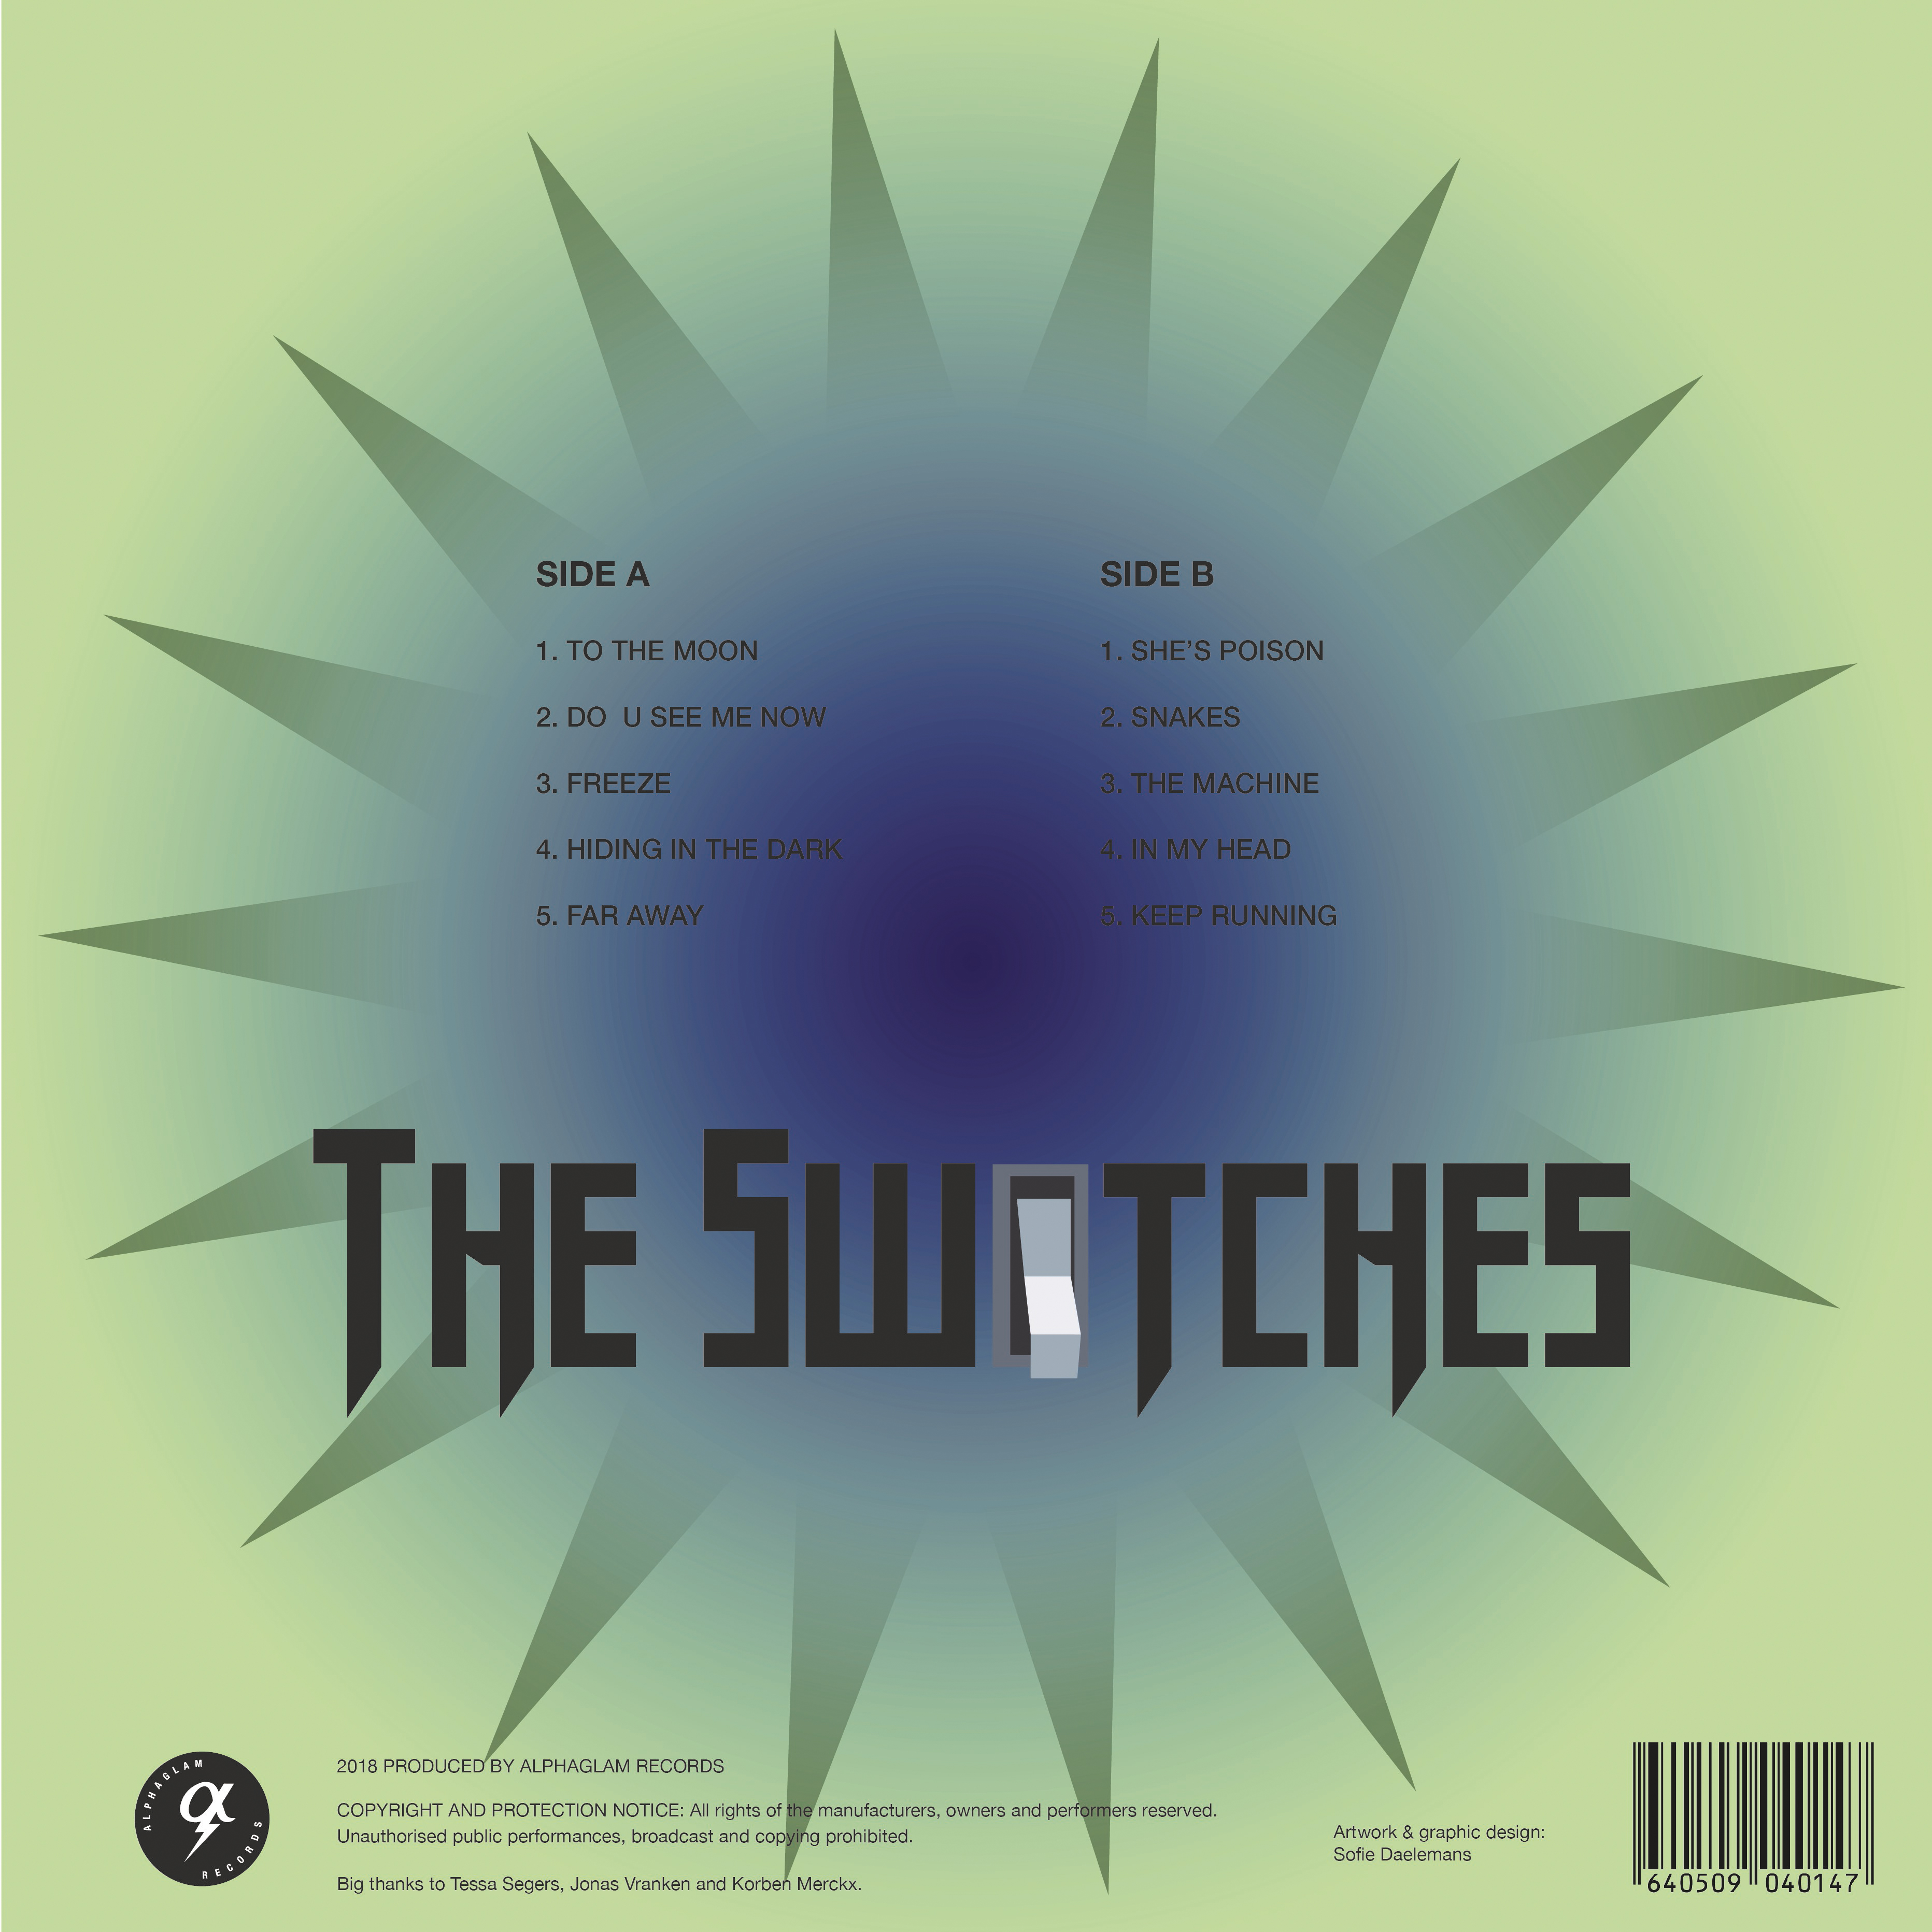 SIDE A
1. TO THE MOON
2. DO  U SEE ME NOW
3. FREEZE
4. HIDING IN THE DARK
5. FAR AWAY
SIDE B
1. SHE’S POISON
2. SNAKES
3. THE MACHINE
4. IN MY HEAD
5. KEEP RUNNING
THE SWITCHES
ALPHAGLAM
α
RECORDS
2018 PRODUCED BY ALPHAGLAM RECORDS
COPYRIGHT AND PROTECTION NOTICE: All rights of the manufacturers, owners and performers reserved.
Unauthorised public performances, broadcast and copying prohibited.
Big thanks to Tessa Segers, Jonas Vranken and Korben Merckx.
Artwork & graphic design:
Sofie Daelemans
640509 040147